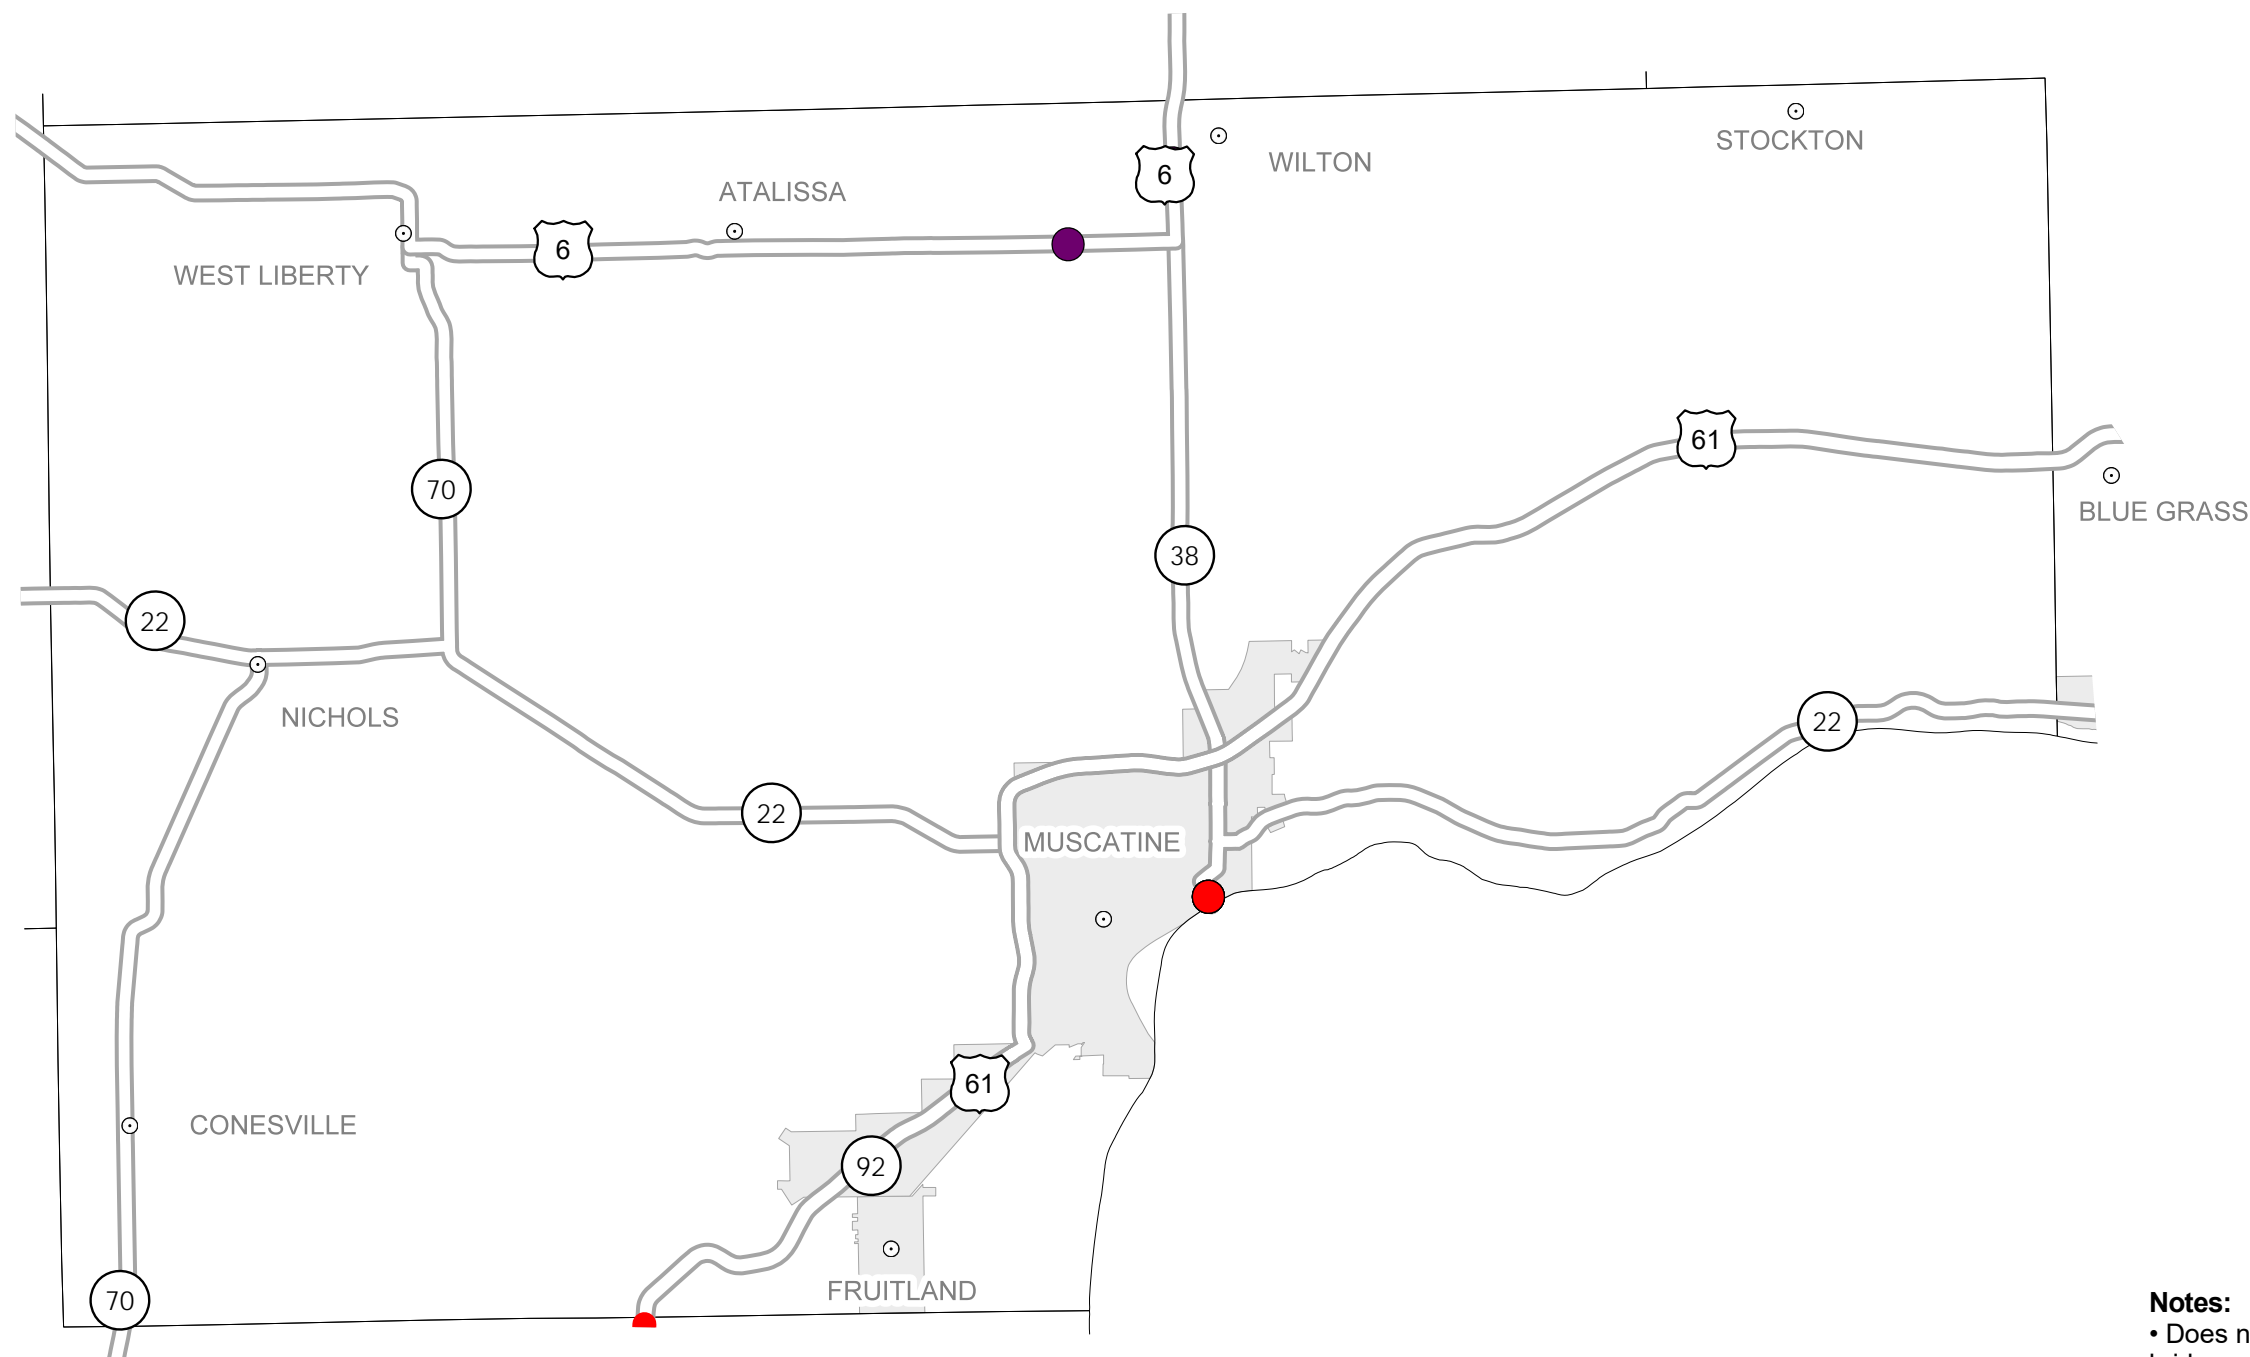 STOCKTON
WILTON
6
ATALISSA
6
WEST LIBERTY
61
70
BLUE GRASS
38
22
NICHOLS
22
22
MUSCATINE
61
CONESVILLE
92
FRUITLAND
70
Notes:
• Does n